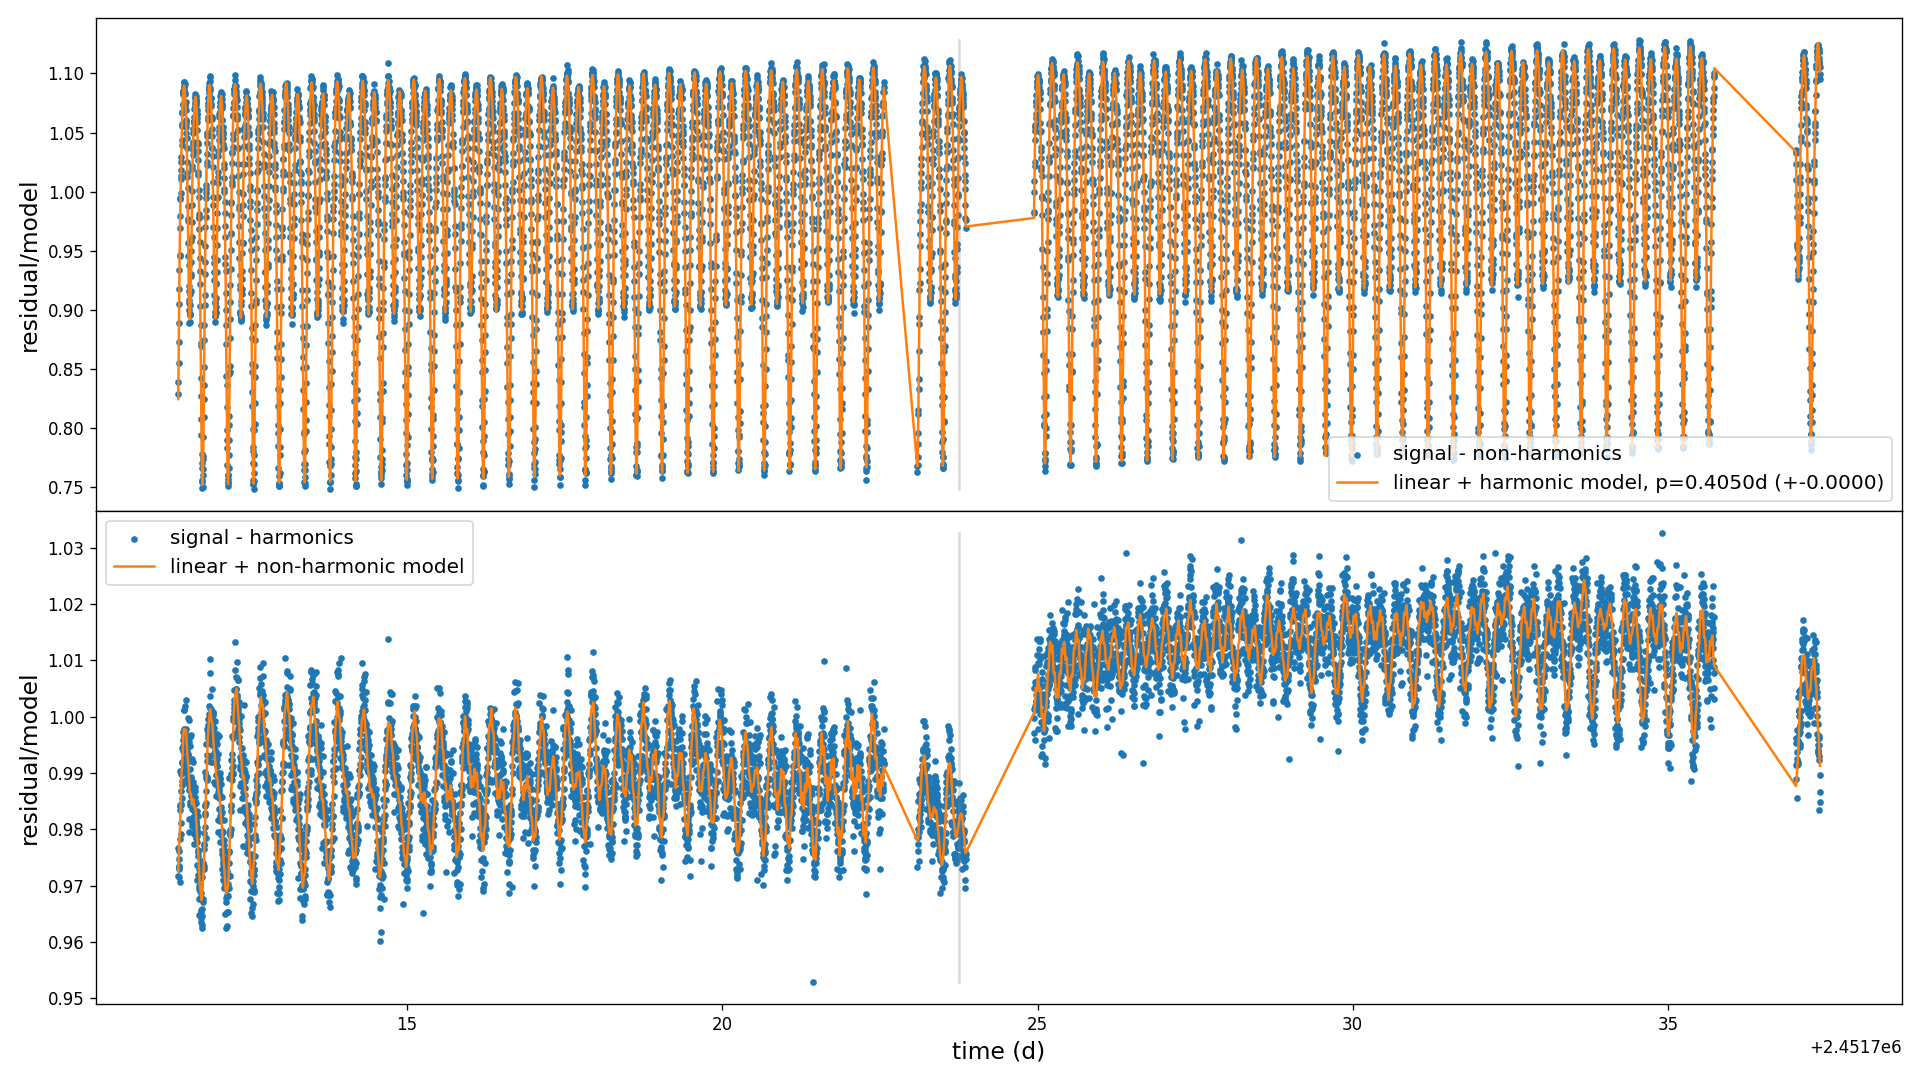 residual/model
1.10
1.05
1.00
0.95
0.90
0.85
0.80
0.75
signal - non-harmonics
linear + harmonic model, p=0.4050d (+-0.0000)
residual/model
1.03
1.02
1.01
1.00
0.99
0.98
0.97
0.96
0.95
signal - harmonics
linear + non-harmonic model
15
20
25
30
35
time (d)
+2.4517e6